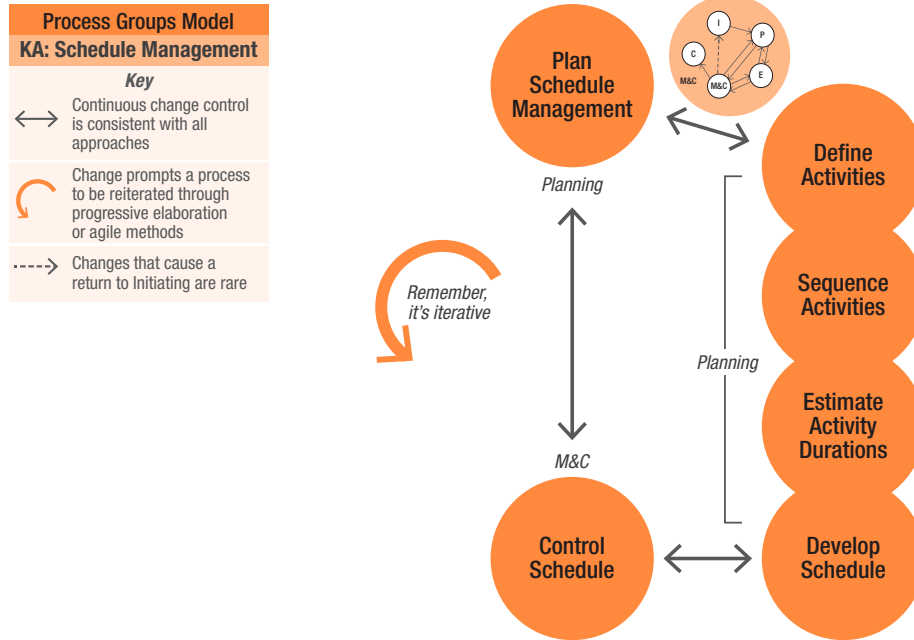 Process Groups Model
KA: Schedule Management
Key
Continuous change control
is consistent with all
approaches
Change prompts a process
to be reiterated through
progressive elaboration
or agile methods
Changes that cause a
return to Initiating are rare
Plan
Schedule
Management
I
P
C
E
M&C
M&C
Define
Activities
Planning
Sequence
Activities
Remember,
it's iterative
Planning
Estimate
Activity
Durations
M&C
Control
Schedule
Develop
Schedule